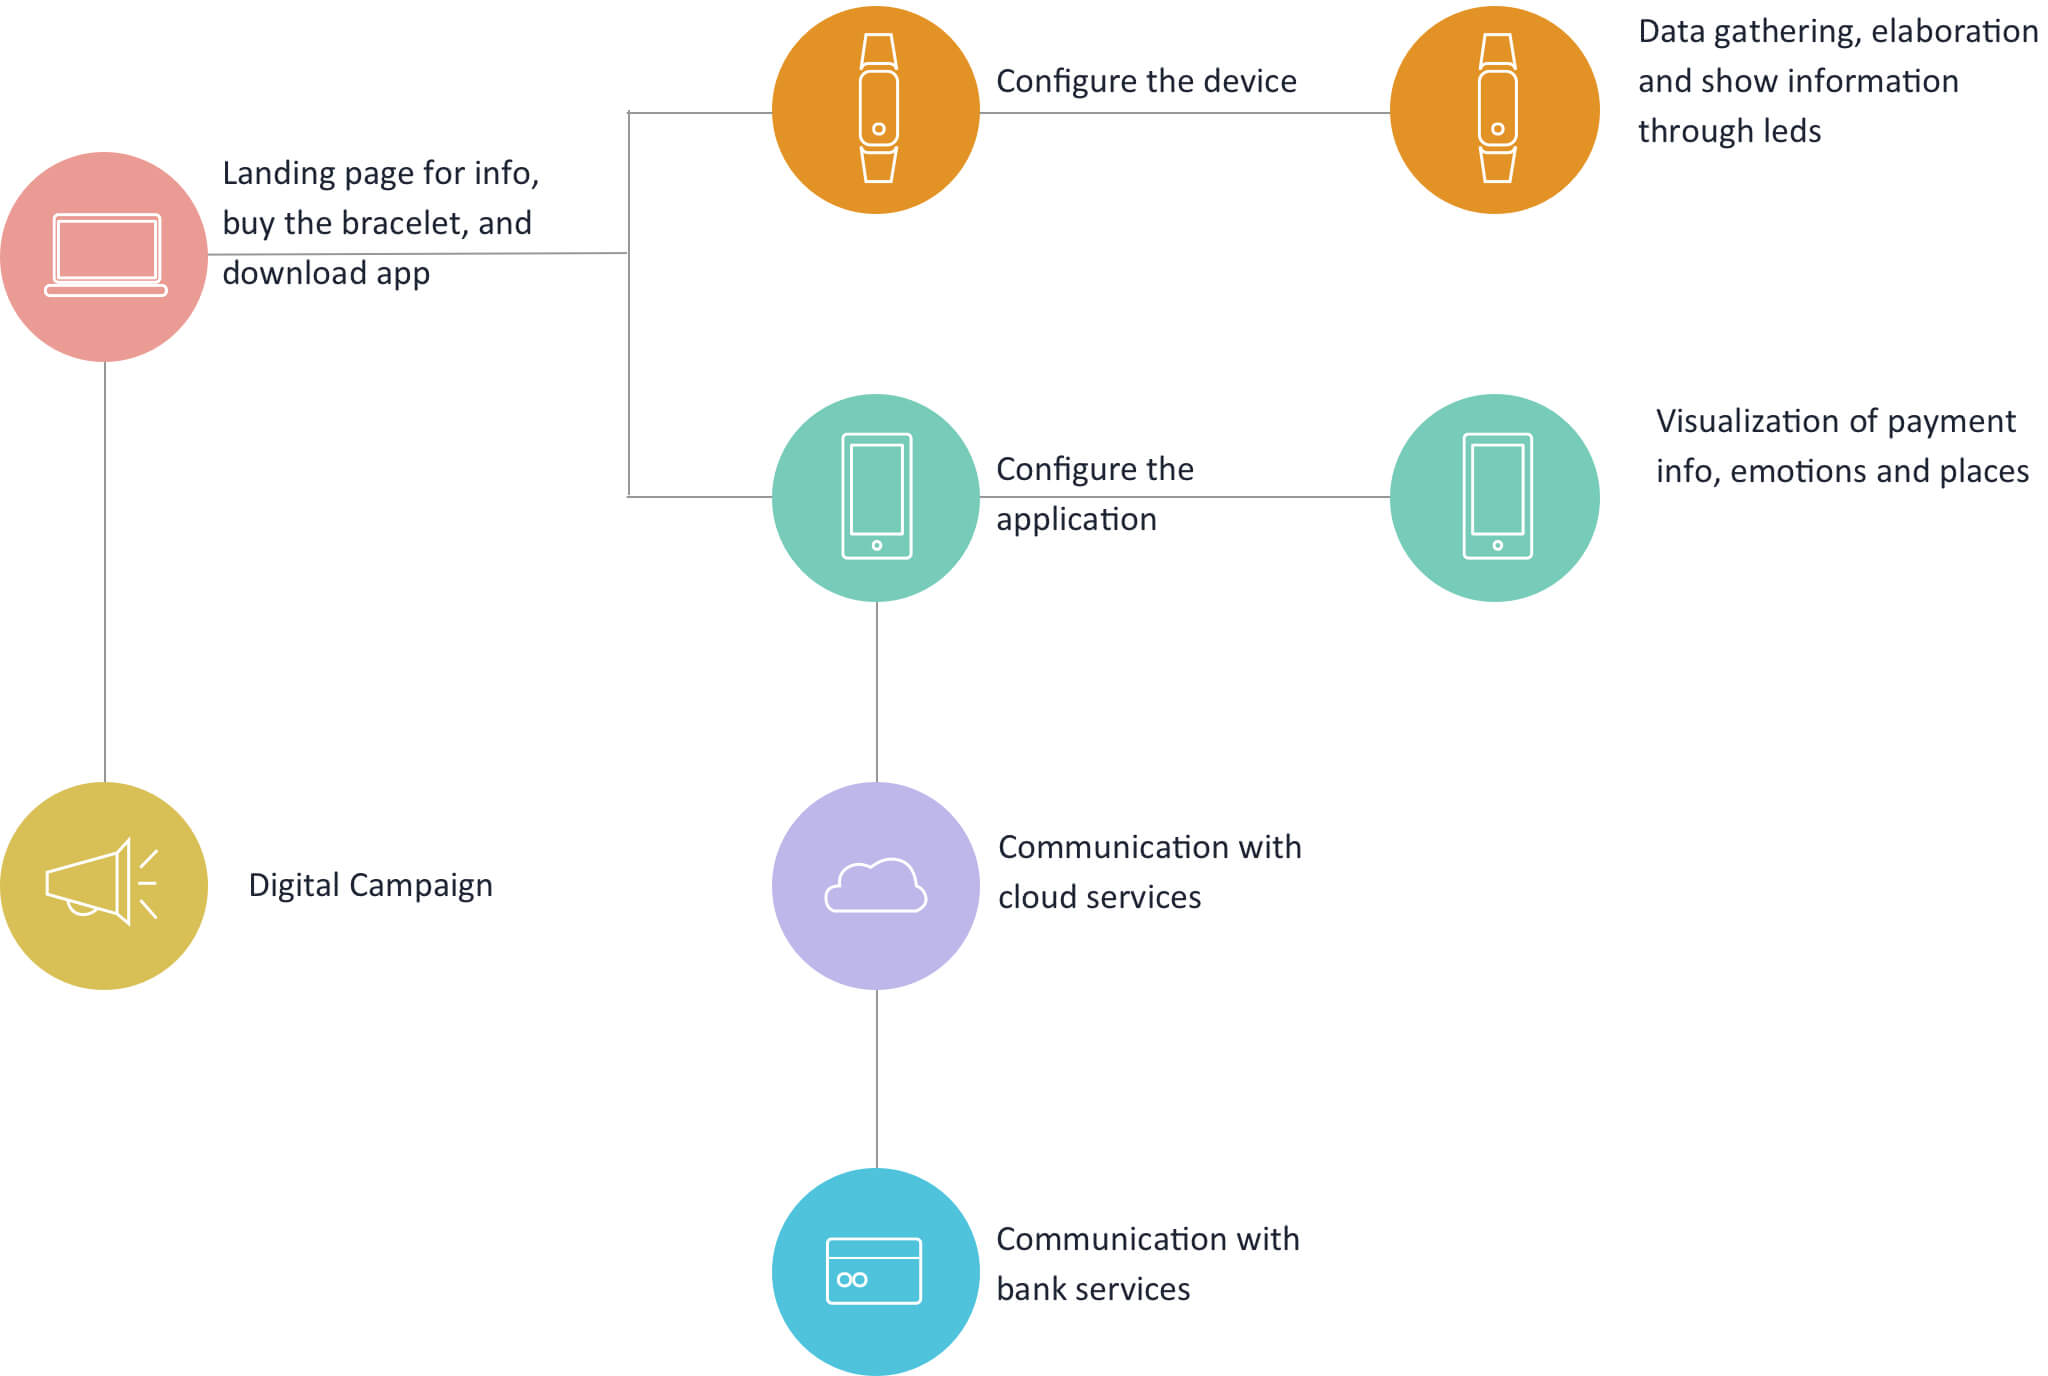 Data gathering, elaboration
and show information
through leds
Configure the device
Landing page for info,
buy the bracelet, and
download app
Visualization of payment
info, emotions and places
Configure the
application
Digital Campaign
Communication with
cloud services
Communication with
bank services